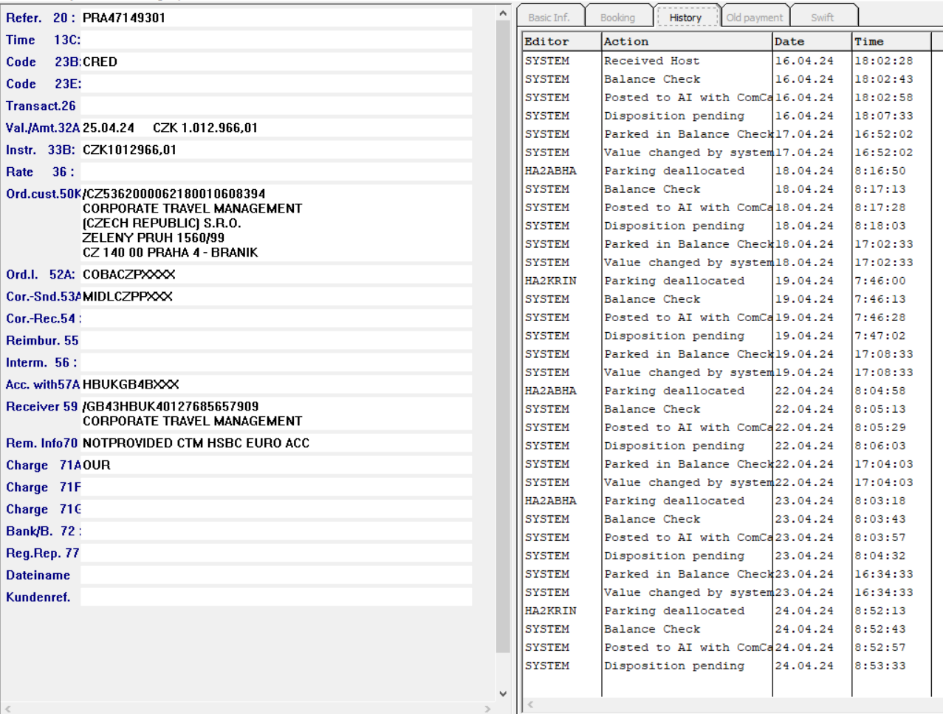 Refer. 20 : PRA47149301
Time 13C:
Code 23B: CRED
Code 23E:
Transact.26
Val./Amt.32A 25.04.24 CZK 1.012.966,01
Instr. 33B: CZK1012966,01
Rate 36 :
Ord.cust.50K /CZ5362000062180010608394
CORPORATE TRAVEL MANAGEMENT
(CZECH REPUBLIC) S.R.O.
ZELENY PRUH 1560/99
CZ 140 00 PRAHA 4 - BRANIK
Ord.I. 52A: COBACZPXXXX
Cor.-Snd.53A MIDLCZPPXXX
Cor.-Rec.54 :
Reimbur. 55
Interm. 56 :
Acc. with57A HBUKGB4BXXX
Receiver 59 /GB43HBUK40127685657909
CORPORATE TRAVEL MANAGEMENT
Rem. Info70 NOTPROVIDED CTM HSBC EURO ACC
Charge 71A OUR
Charge 71F
Charge 71G
Bank/B. 72 :
Reg.Rep. 77
Dateiname
Kundenref.
Basic Inf. Booking History Old payment Swift
Editor Action Date Time
SYSTEM Received Host 16.04.24 18:02:28
SYSTEM Balance Check 16.04.24 18:02:43
SYSTEM Posted to AI with ComCa 16.04.24 18:02:58
SYSTEM Disposition pending 16.04.24 18:07:33
SYSTEM Parked in Balance Check 17.04.24 16:52:02
SYSTEM Value changed by system 17.04.24 16:52:02
HA2ABHA Parking deallocated 18.04.24 8:16:50
SYSTEM Balance Check 18.04.24 8:17:13
SYSTEM Posted to AI with ComCa 18.04.24 8:17:28
SYSTEM Disposition pending 18.04.24 8:18:03
SYSTEM Parked in Balance Check 18.04.24 17:02:33
SYSTEM Value changed by system 18.04.24 17:02:33
HA2KRIN Parking deallocated 19.04.24 7:46:00
SYSTEM Balance Check 19.04.24 7:46:13
SYSTEM Posted to AI with ComCa 19.04.24 7:46:28
SYSTEM Disposition pending 19.04.24 7:47:02
SYSTEM Parked in Balance Check 19.04.24 17:08:33
SYSTEM Value changed by system 19.04.24 17:08:33
HA2ABHA Parking deallocated 22.04.24 8:04:58
SYSTEM Balance Check 22.04.24 8:05:13
SYSTEM Posted to AI with ComCa 22.04.24 8:05:29
SYSTEM Disposition pending 22.04.24 8:06:03
SYSTEM Parked in Balance Check 22.04.24 17:04:03
SYSTEM Value changed by system 22.04.24 17:04:03
HA2ABHA Parking deallocated 23.04.24 8:03:18
SYSTEM Balance Check 23.04.24 8:03:43
SYSTEM Posted to AI with ComCa 23.04.24 8:03:57
SYSTEM Disposition pending 23.04.24 8:04:32
SYSTEM Parked in Balance Check 23.04.24 16:34:33
SYSTEM Value changed by system 23.04.24 16:34:33
HA2KRIN Parking deallocated 24.04.24 8:52:13
SYSTEM Balance Check 24.04.24 8:52:43
SYSTEM Posted to AI with ComCa 24.04.24 8:52:57
SYSTEM Disposition pending 24.04.24 8:53:33